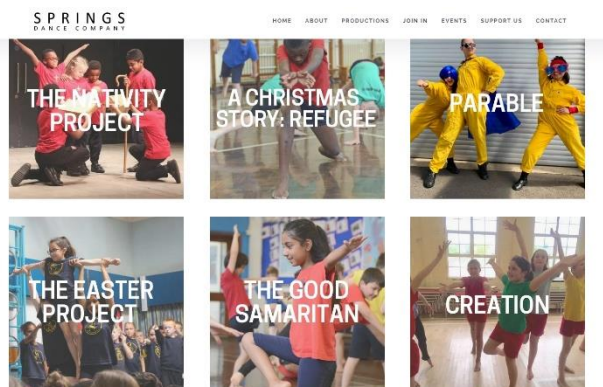 SPRINGS
DANCE COMPANY
HOME ABOUT PRODUCTIONS JOIN IN EVENTS SUPPORT US CONTACT
THE NATIVITY
PROJECT
A CHRISTMAS
STORY: REFUGEE
PARABLE
THE EASTER
PROJECT
THE GOOD
SAMARITAN
CREATION